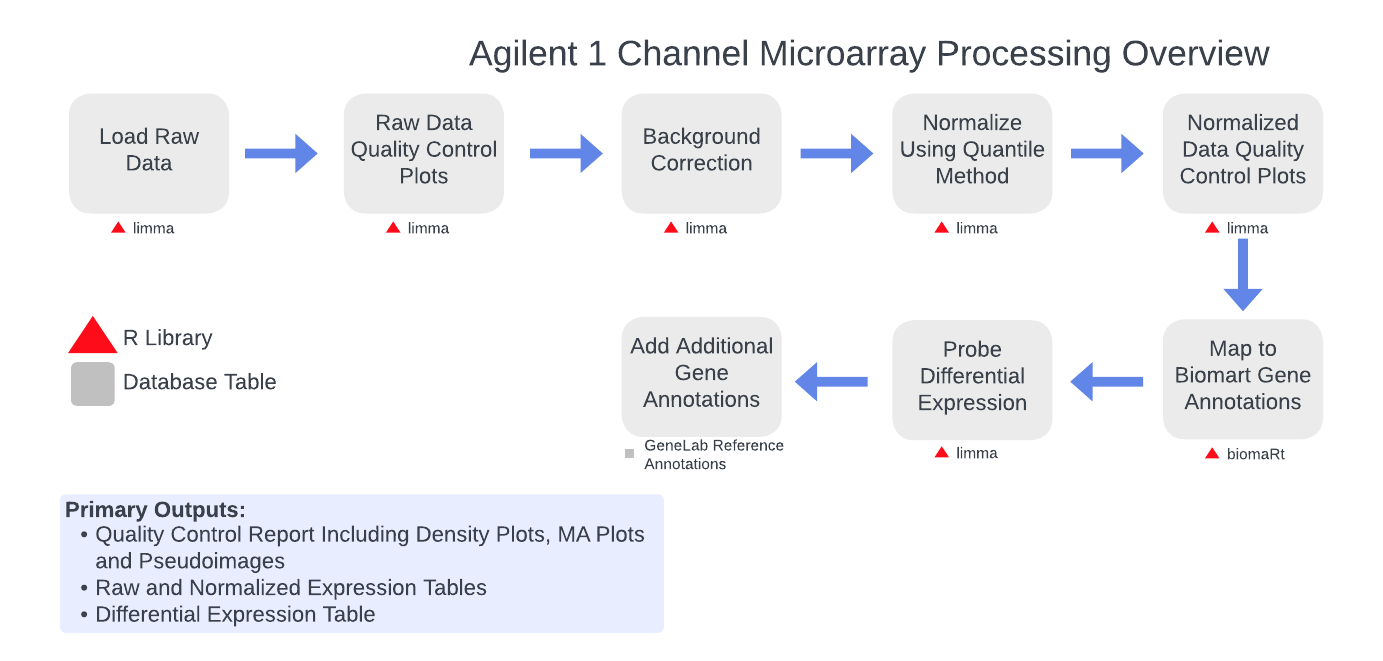 Agilent 1 Channel Microarray Processing Overview
Load Raw
Data
limma
Raw Data
Quality Control
Plots
limma
Background
Correction
limma
Normalize
Using Quantile
Method
limma
Normalized
Data Quality
Control Plots
limma
Map to
Biomart Gene
Annotations
biomaRt
Probe
Differential
Expression
limma
Add Additional
Gene
Annotations
GeneLab Reference
Annotations
R Library
Database Table
Primary Outputs:
• Quality Control Report Including Density Plots, MA Plots
and Pseudoimages
• Raw and Normalized Expression Tables
• Differential Expression Table